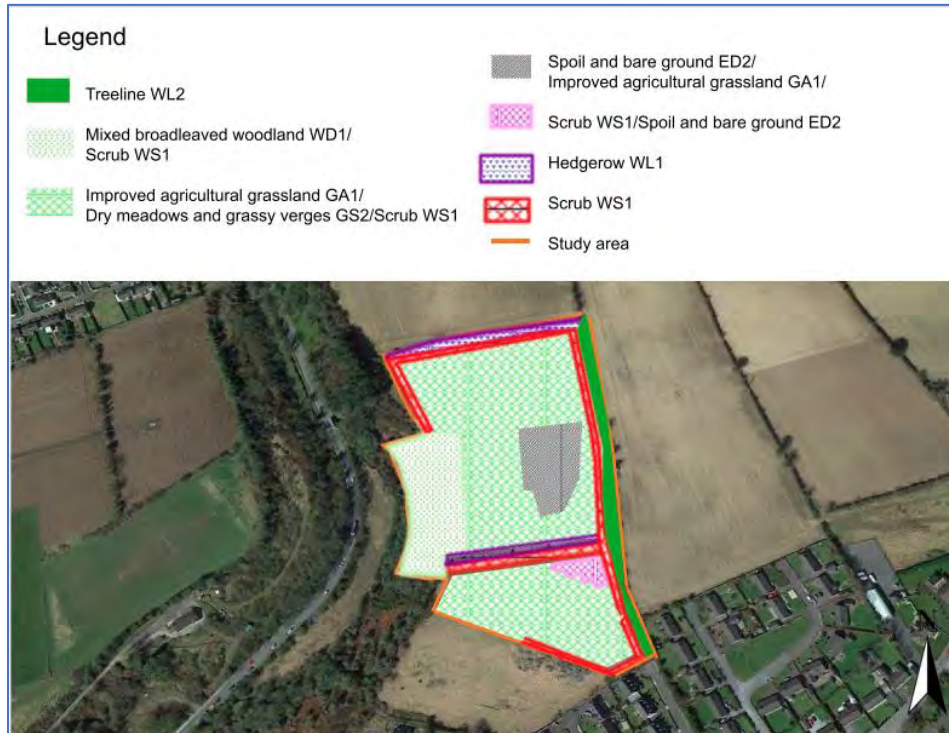 Legend
Treeline WL2
Mixed broadleaved woodland WD1/
Scrub WS1
Improved agricultural grassland GA1/
Dry meadows and grassy verges GS2/Scrub WS1
Spoil and bare ground ED2/
Improved agricultural grassland GA1/
Scrub WS1/Spoil and bare ground ED2
Hedgerow WL1
Scrub WS1
Study area